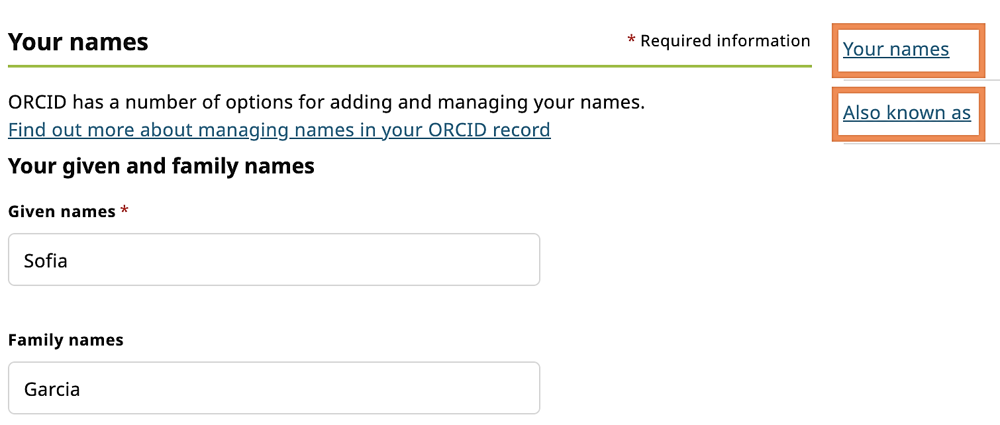 Your names
* Required information
Your names
Also known as
ORCID has a number of options for adding and managing your names.
Find out more about managing names in your ORCID record
Your given and family names
Given names *
Sofia
Family names
Garcia